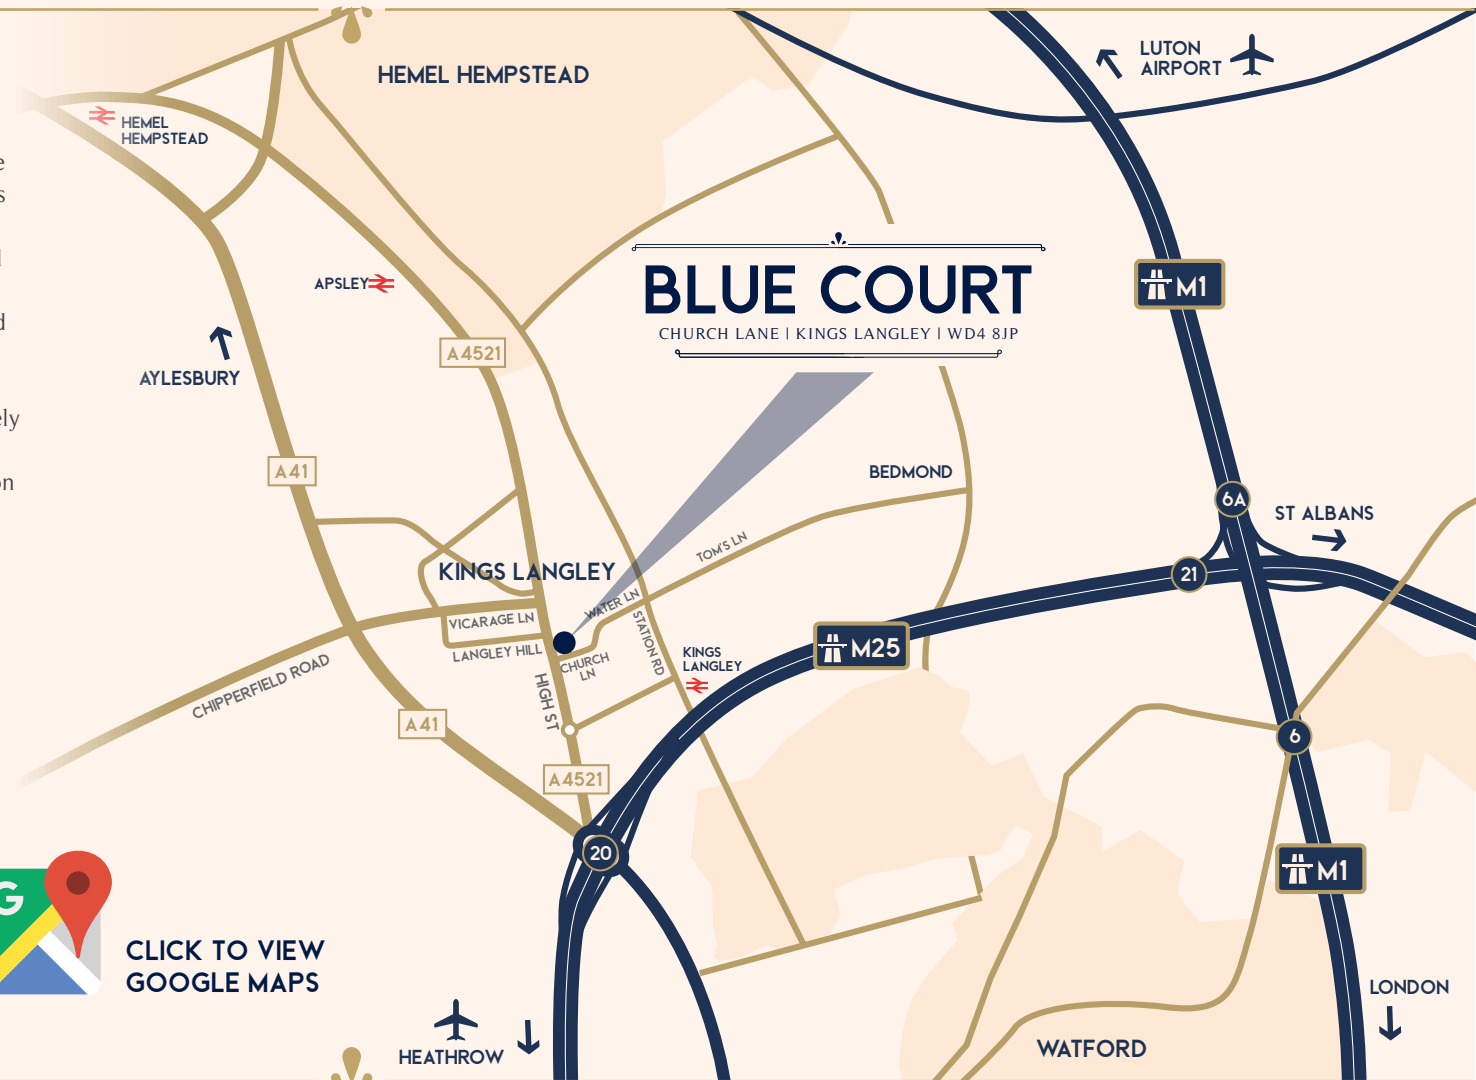 LUTON
AIRPORT
HEMEL HEMPSTEAD
HEMEL
HEMPSTEAD
e
s
d
ely
on
APSLEY
BLUE COURT
CHURCH LANE | KINGS LANGLEY | WD4 8JP
M1
A4521
AYLESBURY
A41
BEDMOND
6A
ST ALBANS
TOM'S LN
KINGS LANGLEY
21
WATER LN
VICARAGE LN
STATION RD
M25
LANGLEY HILL
CHURCH
LN
KINGS
LANGLEY
CHIPPERFIELD ROAD
HIGH ST
A41
6
A4521
20
M1
G
CLICK TO VIEW
GOOGLE MAPS
LONDON
HEATHROW
WATFORD